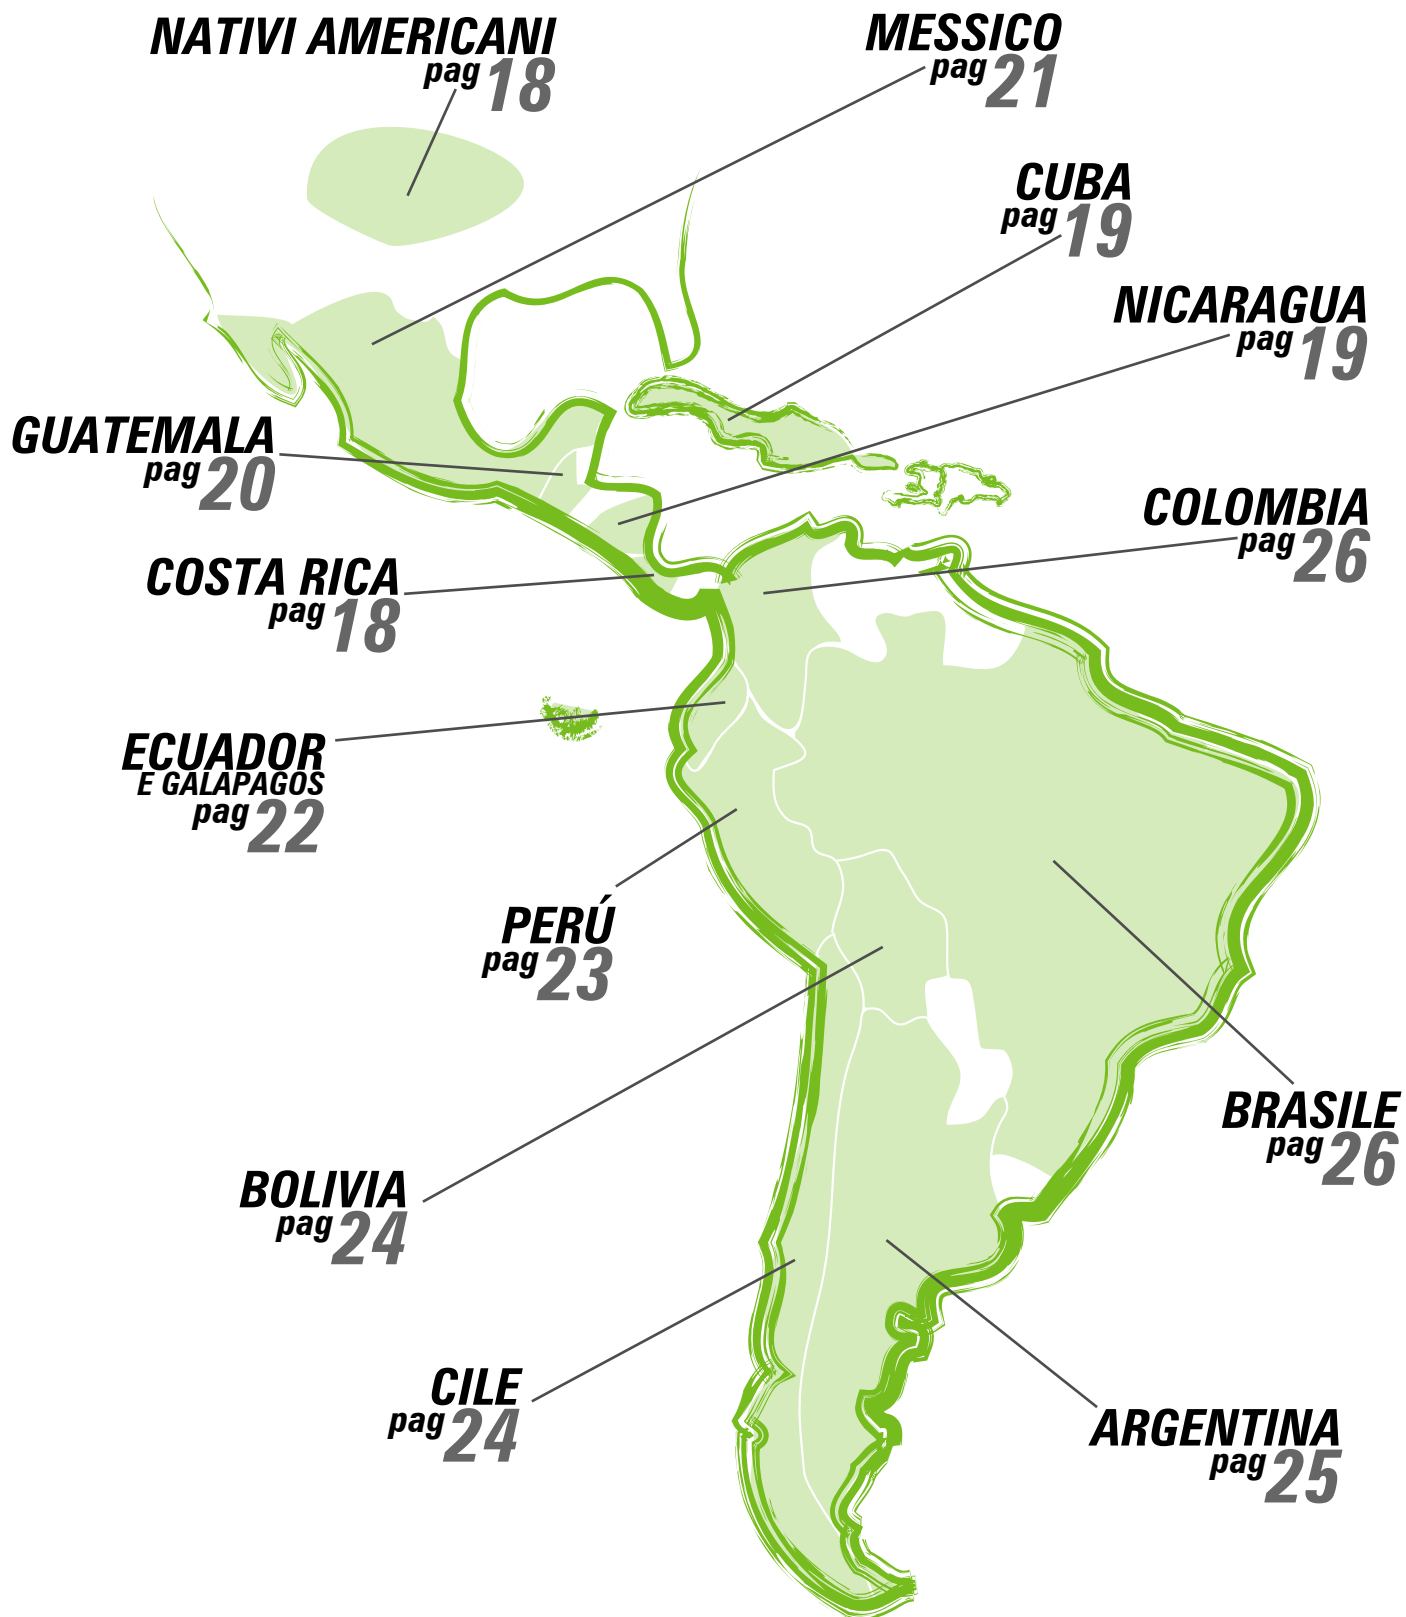 NATIVI AMERICANI
pag 18
MESSICO
pag 21
CUBA
pag 19
NICARAGUA
pag 19
GUATEMALA
pag 20
COLOMBIA
pag 26
COSTA RICA
pag 18
ECUADOR
E GALAPAGOS
pag 22
PERÚ
pag 23
BRASILE
pag 26
BOLIVIA
pag 24
CILE
pag 24
ARGENTINA
pag 25